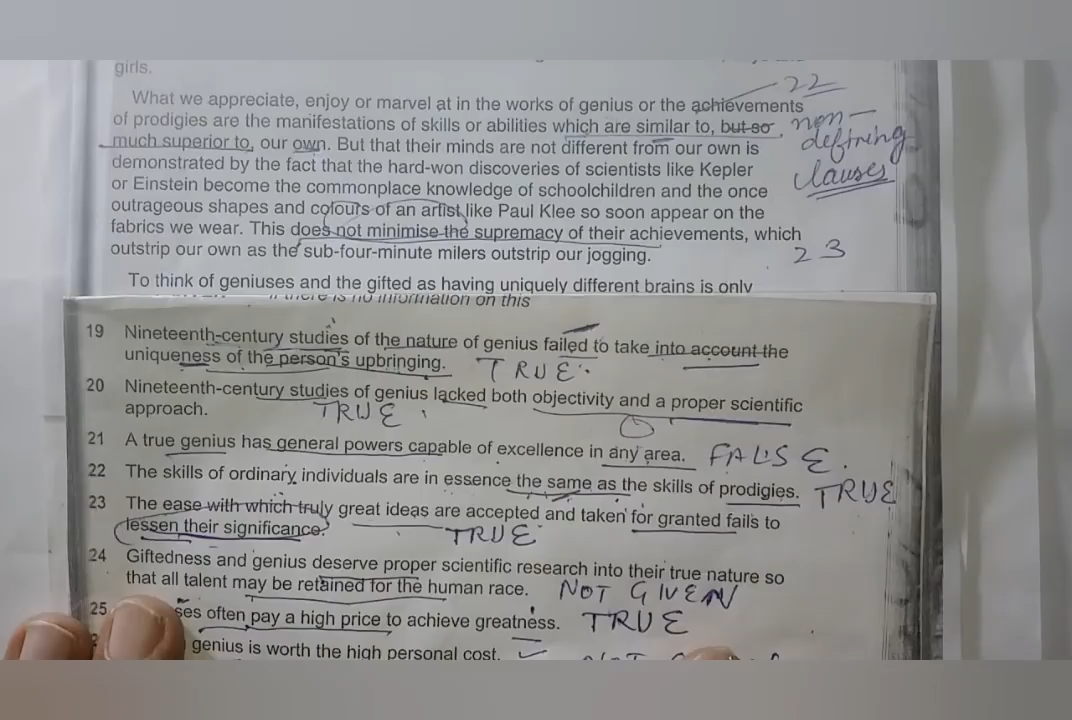 girls.
22
What we appreciate, enjoy or marvel at in the works of genius or the achievements
of prodigies are the manifestations of skills or abilities which are similar to, but so
much superior to, our own. But that their minds are not different from our own is
demonstrated by the fact that the hard-won discoveries of scientists like Kepler
or Einstein become the commonplace knowledge of schoolchildren and the once
outrageous shapes and colours of an artist like Paul Klee so soon appear on the
fabrics we wear. This does not minimise the supremacy of their achievements, which
outstrip our own as the sub-four-minute milers outstrip our jogging.
non-
defining
clauses
23
To think of geniuses and the gifted as having uniquely different brains is only
if there is no information on this
19 Nineteenth-century studies of the nature of genius failed to take into account the
uniqueness of the person's upbringing. TRUE.
20 Nineteenth-century studies of genius lacked both objectivity and a proper scientific
approach. TRUE
21 A true genius has general powers capable of excellence in any area. FALSE.
22 The skills of ordinary individuals are in essence the same as the skills of prodigies. TRUE
23 The ease with which truly great ideas are accepted and taken for granted fails to
lessen their significance. TRUE
24 Giftedness and genius deserve proper scientific research into their true nature so
that all talent may be retained for the human race. NOT GIVEN
25 ses often pay a high price to achieve greatness. TRUE
genius is worth the high personal cost.